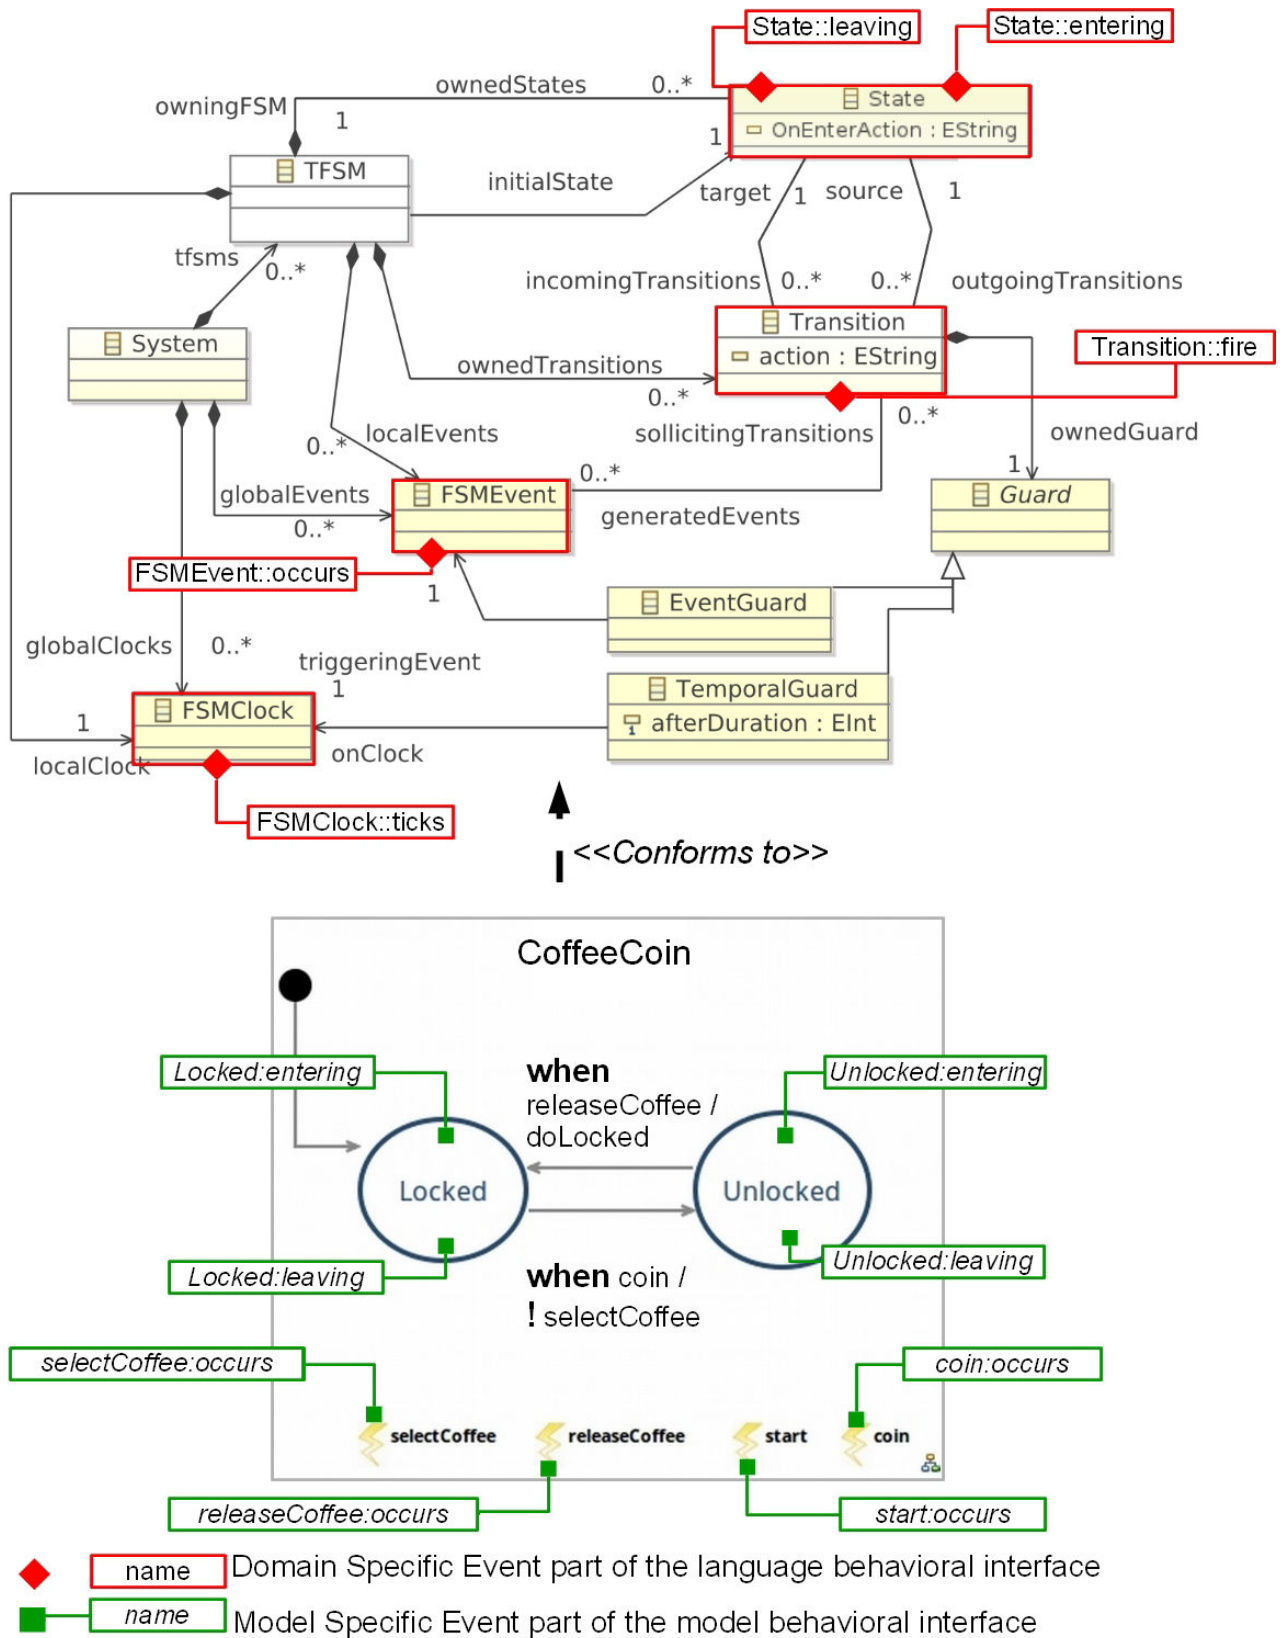 State::leaving
State::entering
ownedStates
0..*
owningFSM
1
State
OnEnterAction : EString
1
TFSM
initialState
target
1
source
1
tfsms
0..*
incomingTransitions
0..*
0..*
outgoingTransitions
System
Transition
action : EString
Transition::fire
ownedTransitions
0..*
0..*
localEvents
0..*
sollicitingTransitions
ownedGuard
0..*
1
globalEvents
0..*
FSMEvent
generatedEvents
Guard
FSMEvent::occurs
1
EventGuard
globalClocks
0..*
triggeringEvent
1
TemporalGuard
afterDuration : EInt
1
FSMClock
1
localClock
onClock
FSMClock::ticks
<<Conforms to>>
CoffeeCoin
Locked:entering
when
releaseCoffee /
doLocked
Unlocked:entering
Locked
Unlocked
Locked:leaving
when coin /
! selectCoffee
Unlocked:leaving
selectCoffee:occurs
coin:occurs
selectCoffee
releaseCoffee
start
coin
releaseCoffee:occurs
start:occurs
name
Domain Specific Event part of the language behavioral interface
name
Model Specific Event part of the model behavioral interface